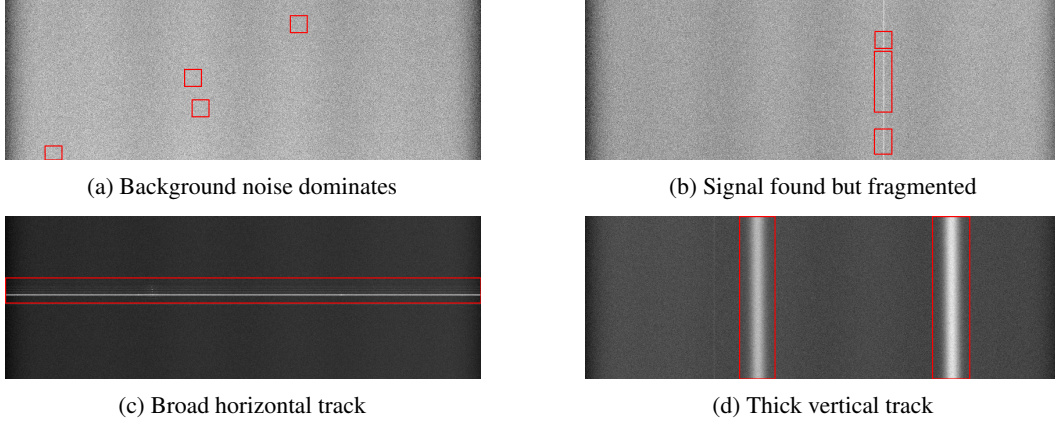 (a) Background noise dominates
(b) Signal found but fragmented
(c) Broad horizontal track
(d) Thick vertical track